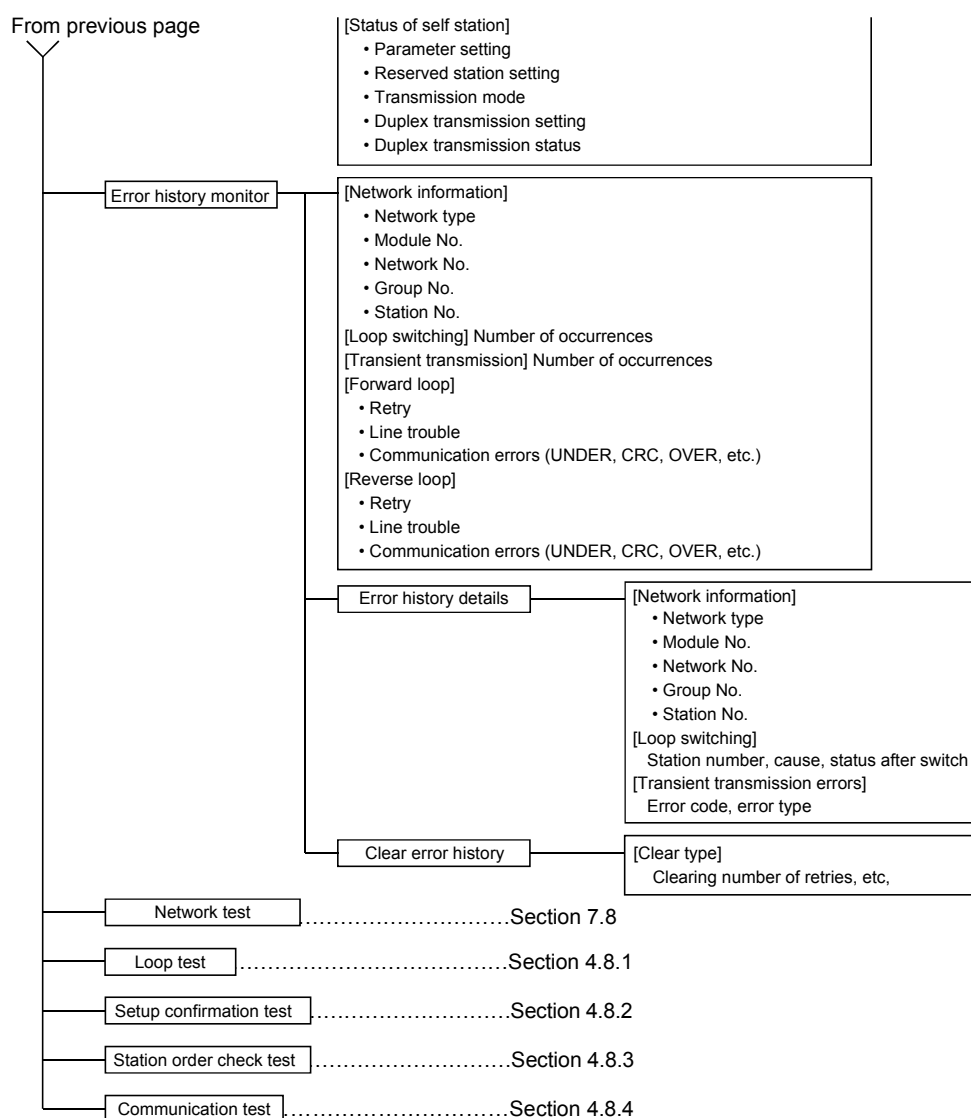 From previous page
[Status of self station]
• Parameter setting
• Reserved station setting
• Transmission mode
• Duplex transmission setting
• Duplex transmission status
Error history monitor
[Network information]
• Network type
• Module No.
• Network No.
• Group No.
• Station No.
[Loop switching] Number of occurrences
[Transient transmission] Number of occurrences
[Forward loop]
• Retry
• Line trouble
• Communication errors (UNDER, CRC, OVER, etc.)
[Reverse loop]
• Retry
• Line trouble
• Communication errors (UNDER, CRC, OVER, etc.)
Error history details
[Network information]
• Network type
• Module No.
• Network No.
• Group No.
• Station No.
[Loop switching]
Station number, cause, status after switch
[Transient transmission errors]
Error code, error type
Clear error history
[Clear type]
Clearing number of retries, etc,
Network test ..............................Section 7.8
Loop test ......................................Section 4.8.1
Setup confirmation test ............................Section 4.8.2
Station order check test ............................Section 4.8.3
Communication test ................................Section 4.8.4